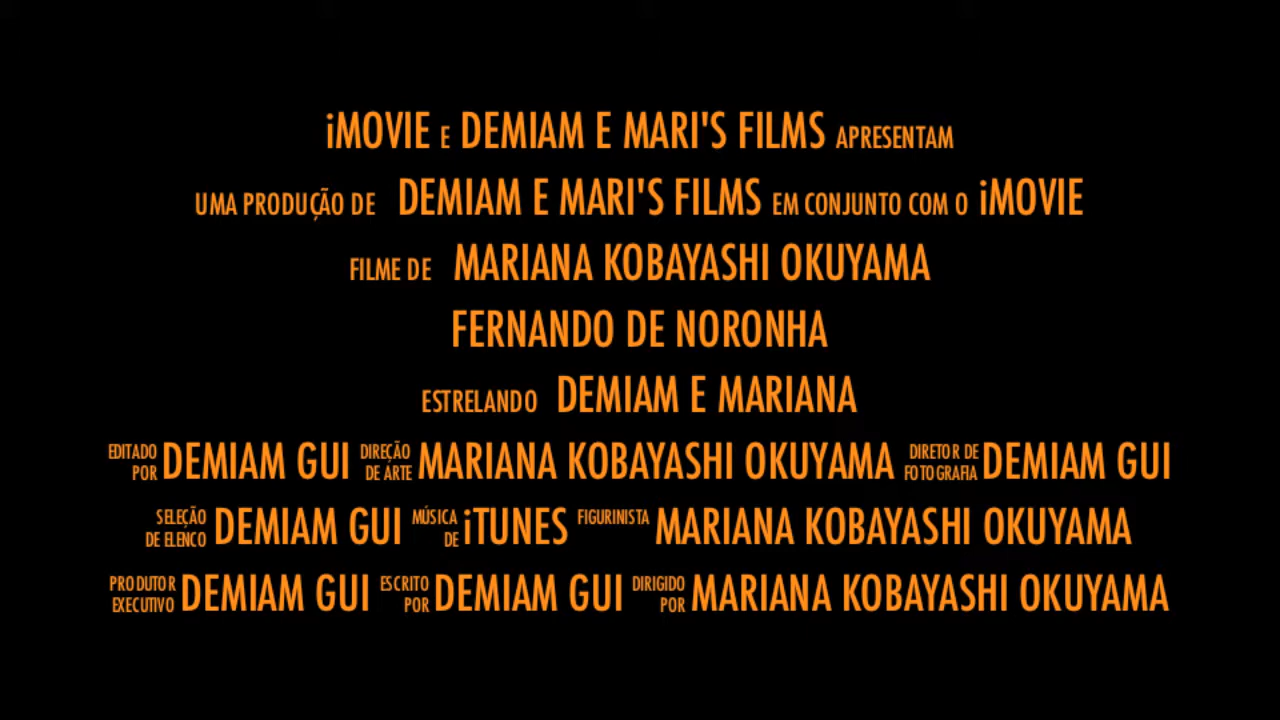 iMOVIE E DEMIAM E MARI'S FILMS APRESENTAM
UMA PRODUÇÃO DE DEMIAM E MARI'S FILMS EM CONJUNTO COM O iMOVIE
FILME DE MARIANA KOBAYASHI OKUYAMA
FERNANDO DE NORONHA
ESTRELANDO DEMIAM E MARIANA
EDITADO POR DEMIAM GUI DIREÇÃO DE ARTE MARIANA KOBAYASHI OKUYAMA DIRETOR DE FOTOGRAFIA DEMIAM GUI
SELEÇÃO DE ELENCO DEMIAM GUI MÚSICA DE iTUNES FIGURINISTA MARIANA KOBAYASHI OKUYAMA
PRODUTOR EXECUTIVO DEMIAM GUI ESCRITO POR DEMIAM GUI DIRIGIDO POR MARIANA KOBAYASHI OKUYAMA